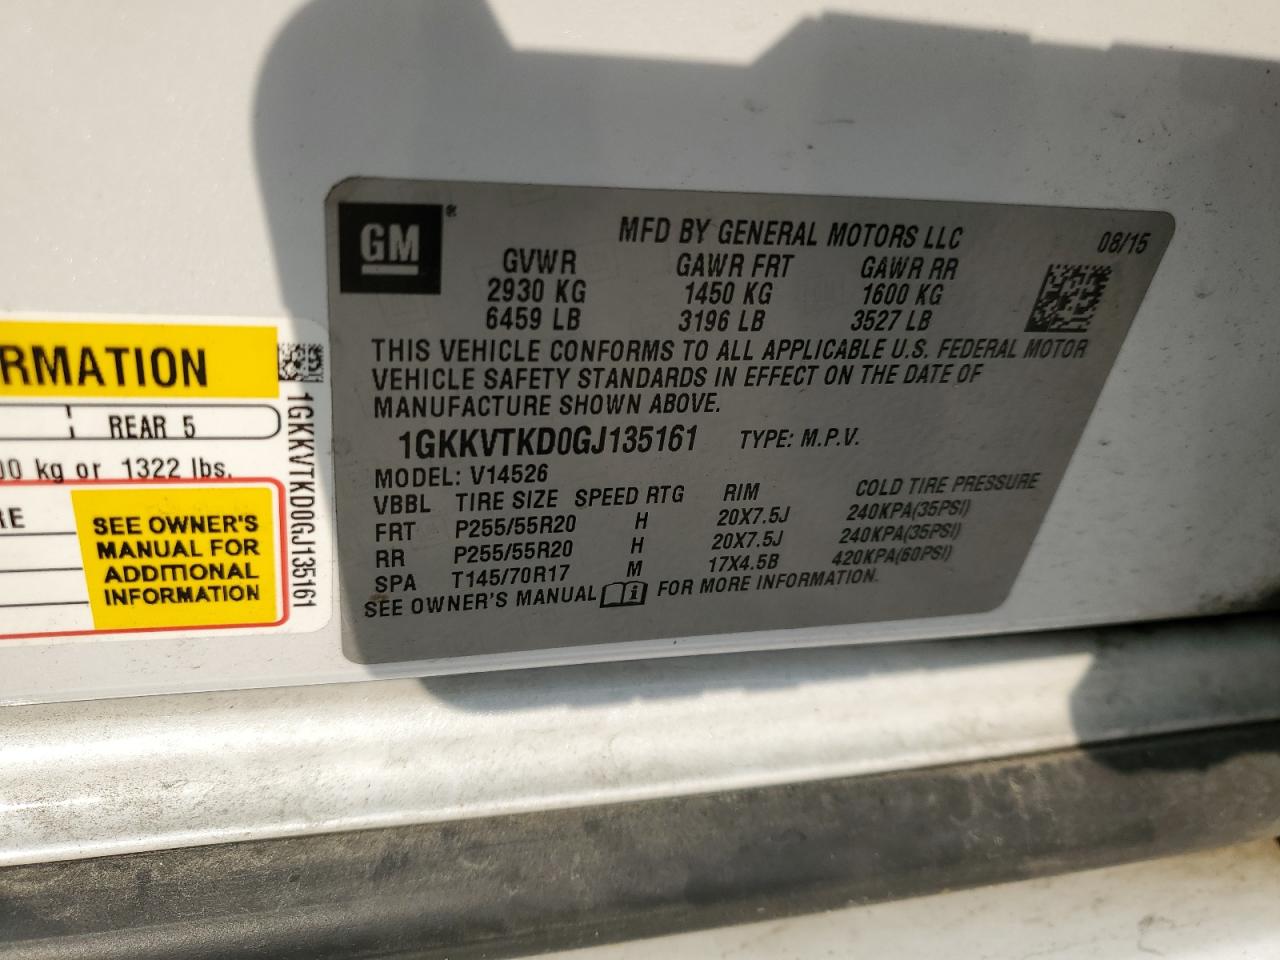 GM®
MFD BY GENERAL MOTORS LLC
08/15
GVWR GAWR FRT GAWR RR
2930 KG 1450 KG 1600 KG
6459 LB 3196 LB 3527 LB
THIS VEHICLE CONFORMS TO ALL APPLICABLE U.S. FEDERAL MOTOR
VEHICLE SAFETY STANDARDS IN EFFECT ON THE DATE OF
MANUFACTURE SHOWN ABOVE.
1GKKVTKD0GJ135161 TYPE: M.P.V.
MODEL: V14526
VBBL TIRE SIZE SPEED RTG RIM COLD TIRE PRESSURE
FRT P255/55R20 H 20X7.5J 240KPA(35PSI)
RR P255/55R20 H 20X7.5J 240KPA(35PSI)
SPA T145/70R17 M 17X4.5B 420KPA(60PSI)
SEE OWNER'S MANUAL FOR MORE INFORMATION.
RMATION
REAR 5
00 kg or 1322 lbs.
RE
SEE OWNER'S
MANUAL FOR
ADDITIONAL
INFORMATION
1GKKVTKD0GJ135161